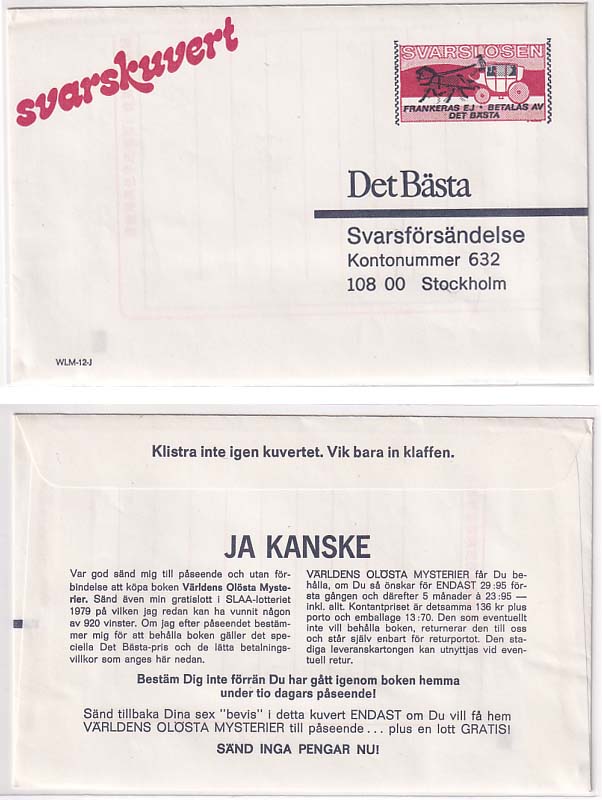 svarskuvert
SVARSLÖSEN
FRANKERAS EJ • BETALAS AV
DET BÄSTA
Det Bästa
Svarsförsändelse
Kontonummer 632
108 00 Stockholm
WLM-12-J
Klistra inte igen kuvertet. Vik bara in klaffen.
JA KANSKE
Var god sänd mig till påseende och utan för-
bindelse att köpa boken Världens Olösta Myste-
rier. Sänd även min gratislott i SLAA-lotteriet
1979 på vilken jag redan kan ha vunnit någon
av 920 vinster. Om jag efter påseendet bestäm-
mer mig för att behålla boken gäller det spe-
ciella Det Bästa-pris och de lätta betalnings-
villkor som anges här nedan.
VÄRLDENS OLÖSTA MYSTERIER får Du be-
hålla, om Du så önskar för ENDAST 29:95 för-
sta gången och därefter 5 månader à 23:95 —
inkl. allt. Kontantpriset är detsamma 136 kr plus
porto och emballage 13:70. Den som eventuellt
inte vill behålla boken, returnerar den till oss
och står själv enbart för returportot. Den sta-
diga leveranskartongen kan utnyttjas vid even-
tuell retur.
Bestäm Dig inte förrän Du har gått igenom boken hemma
under tio dagars påseende!
Sänd tillbaka Dina sex "bevis" i detta kuvert ENDAST om Du vill få hem
VÄRLDENS OLÖSTA MYSTERIER till påseende... plus en lott GRATIS!
SÄND INGA PENGAR NU!